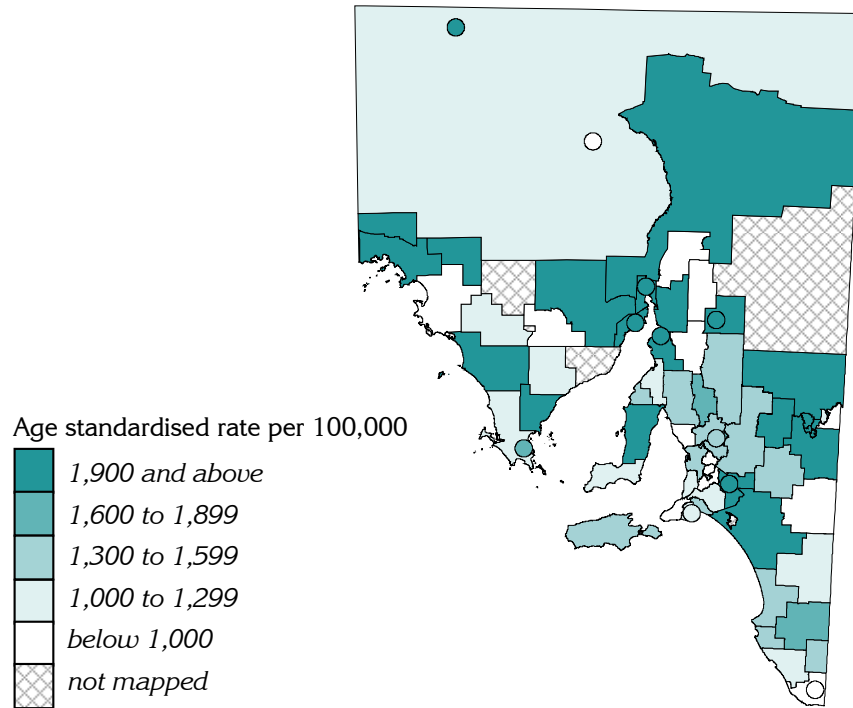 Age standardised rate per 100,000
1,900 and above
1,600 to 1,899
1,300 to 1,599
1,000 to 1,299
below 1,000
not mapped